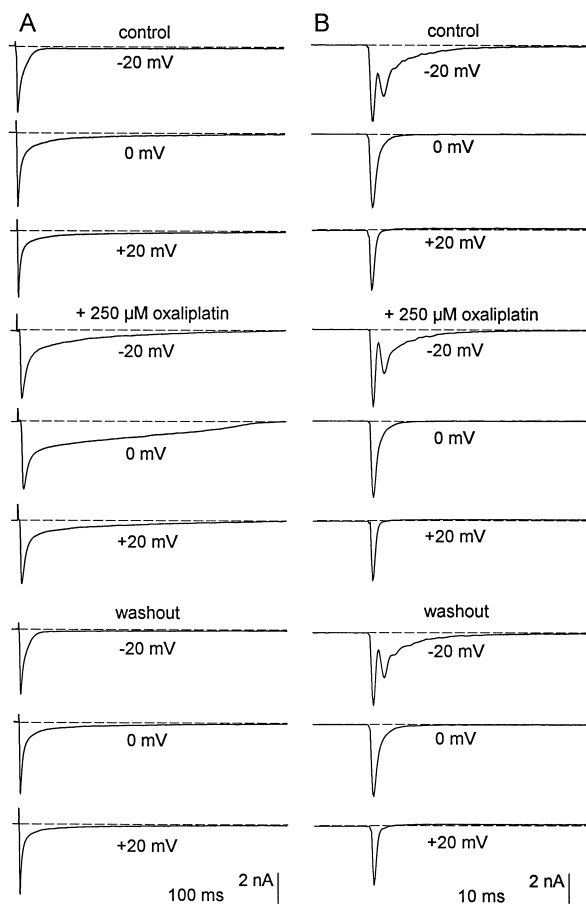 A
control
-20 mV
0 mV
+20 mV
+ 250 µM oxaliplatin
-20 mV
0 mV
+20 mV
washout
-20 mV
0 mV
+20 mV
2 nA
100 ms
B
control
-20 mV
0 mV
+20 mV
+ 250 µM oxaliplatin
-20 mV
0 mV
+20 mV
washout
-20 mV
0 mV
+20 mV
2 nA
10 ms